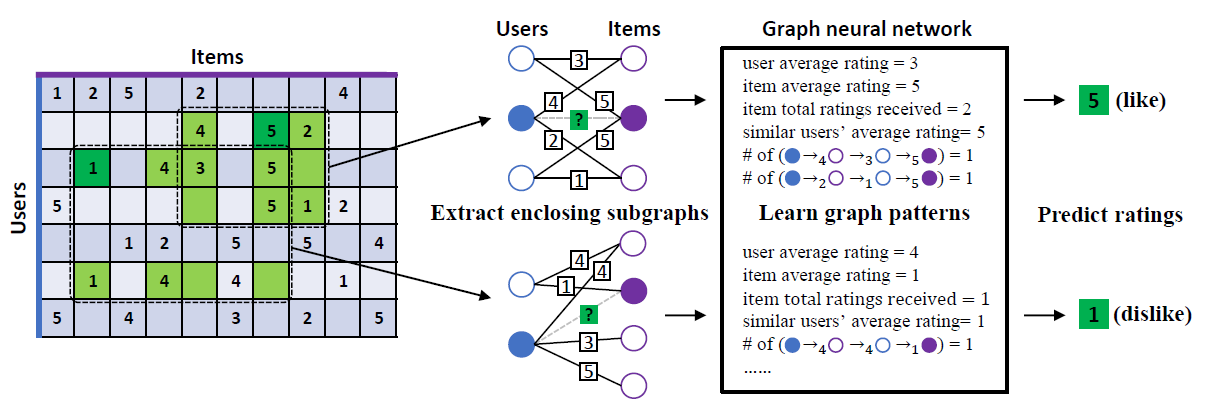 Items
Users
1 2 5 2 4
4 5 2
1 4 3 5
5 5 1 2
1 2 5 5 4
1 4 4 1
5 4 3 2 5
Users Items
3
4 5
?
2 5
1
Extract enclosing subgraphs
4
4
1
?
3
5
Graph neural network
user average rating = 3
item average rating = 5
item total ratings received = 2
similar users’ average rating= 5
# of (→4 →3 →5 ) = 1
# of (→2 →1 →5 ) = 1
Learn graph patterns
user average rating = 4
item average rating = 1
item total ratings received = 1
similar users’ average rating= 1
# of (→4 →4 →1 ) = 1
......
5 (like)
Predict ratings
1 (dislike)